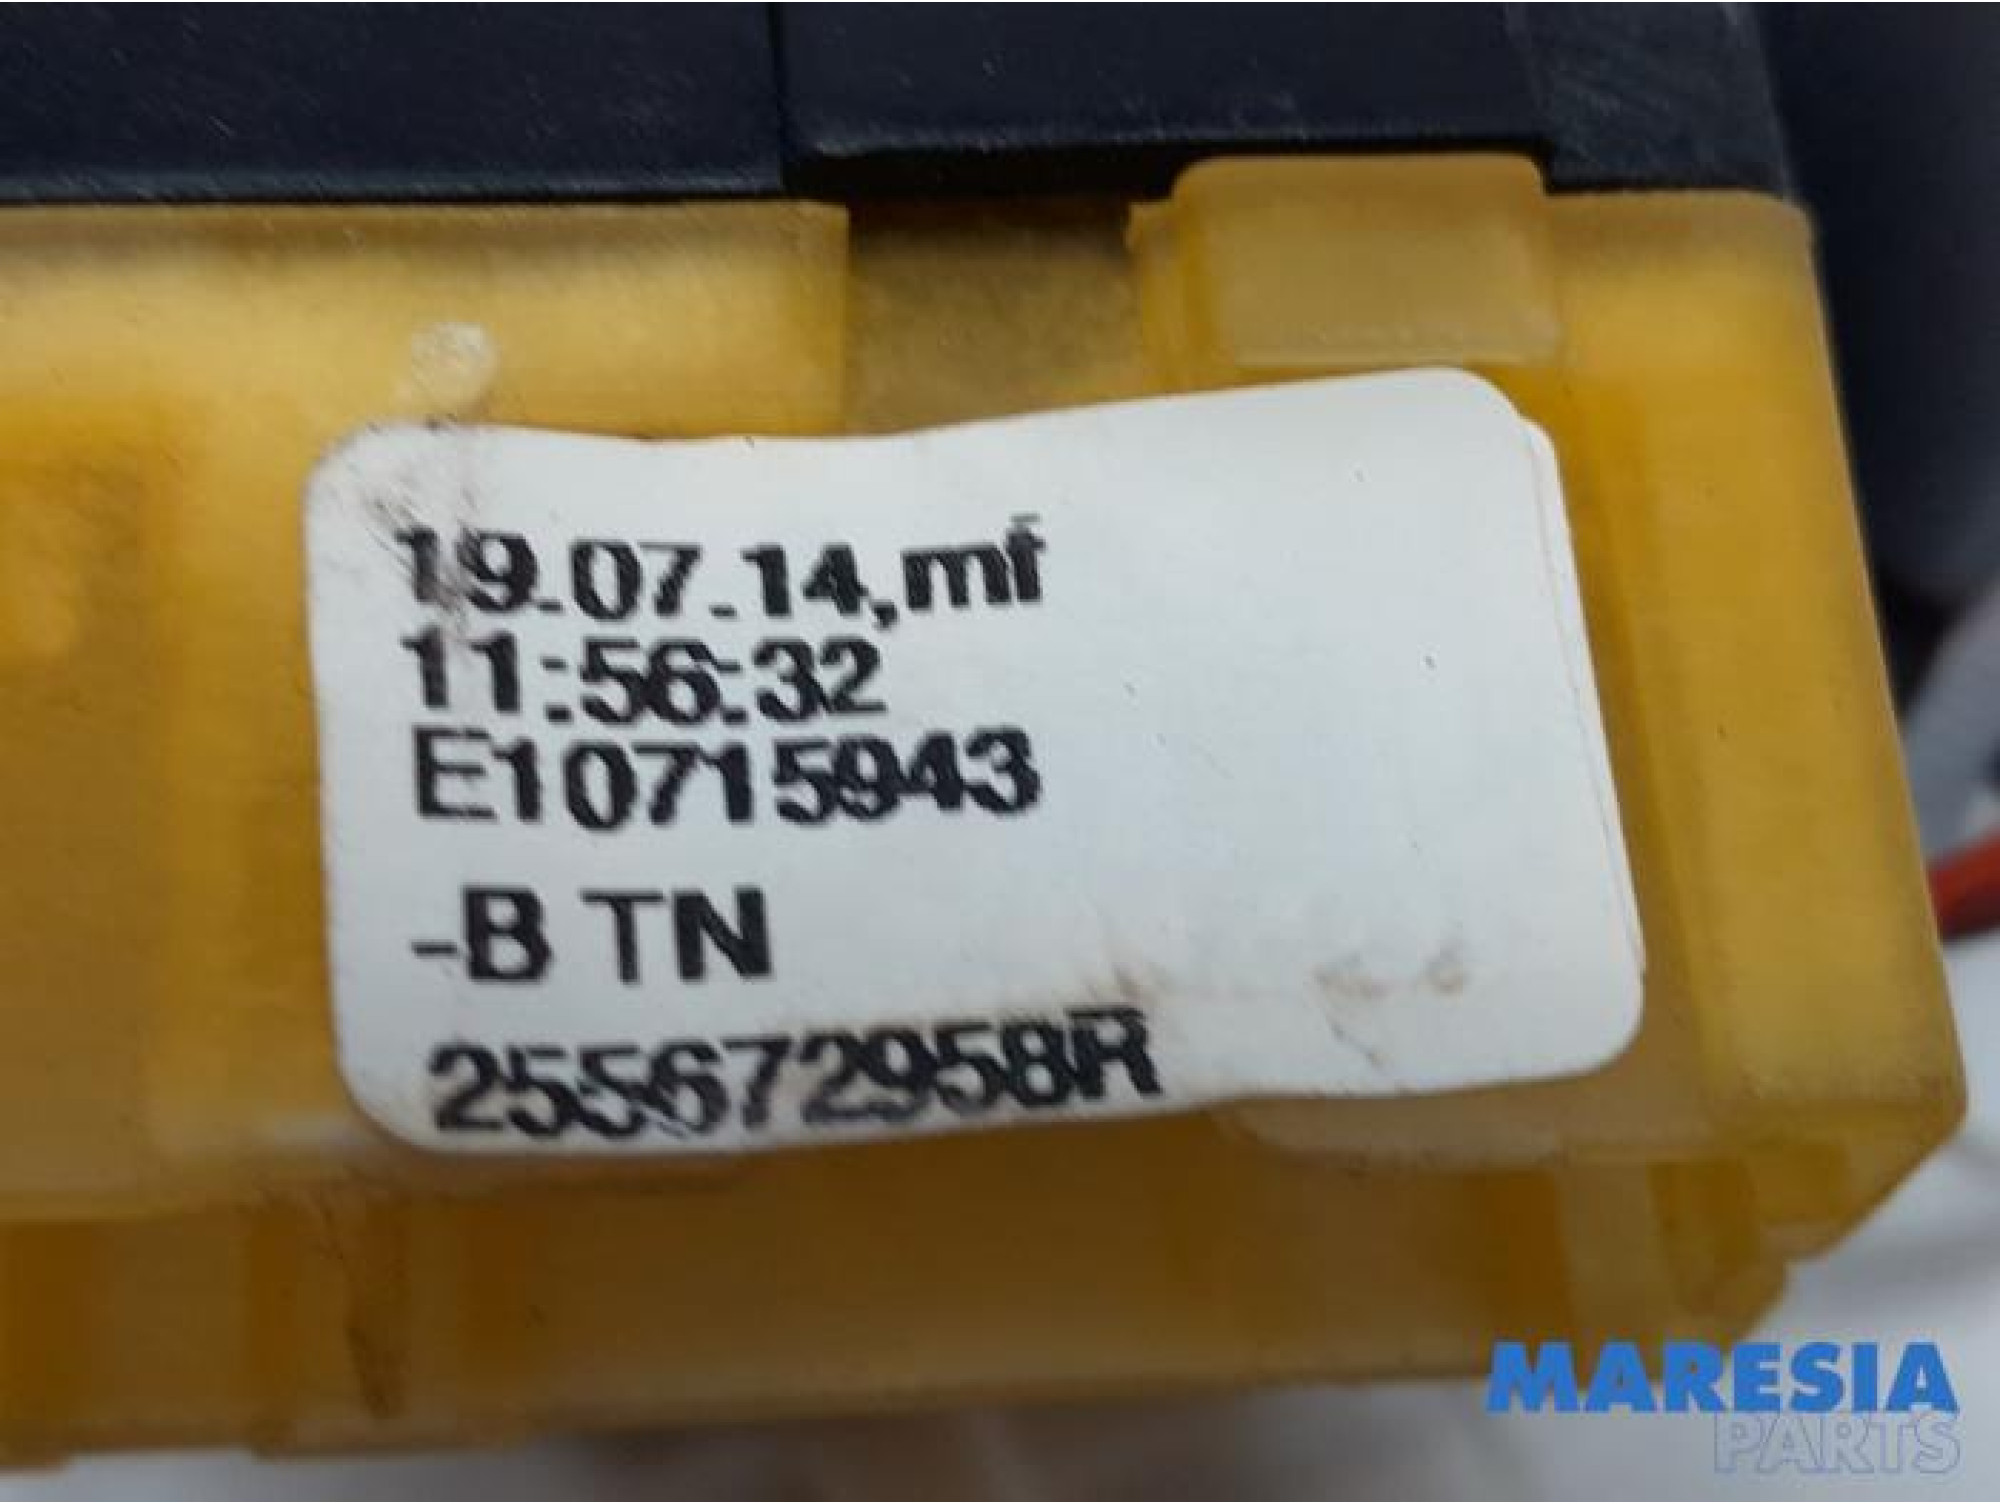 19.07.14,mf
11:56:32
E10715943
-B TN
255672958R
MARESIA
PARTS